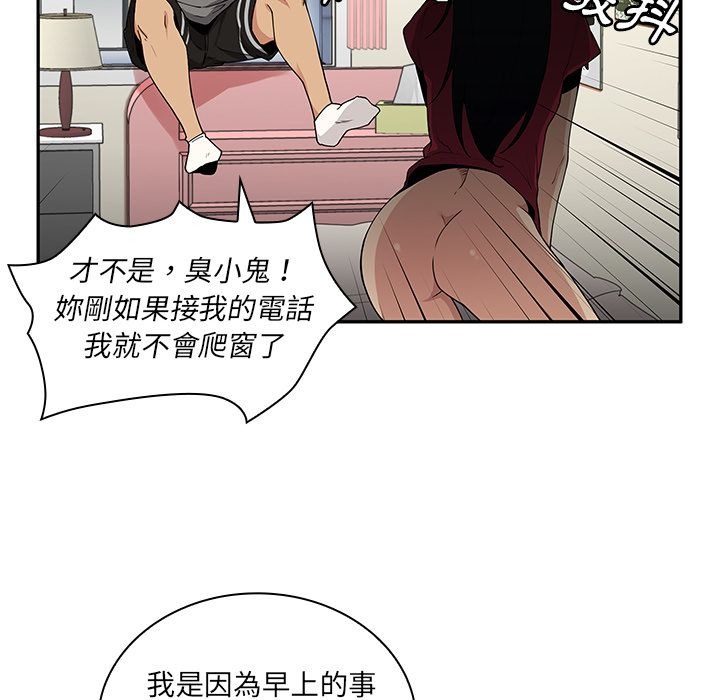 才不是，臭小鬼！
妳剛如果接我的電話
我就不會爬窗了
我是因為早上的事